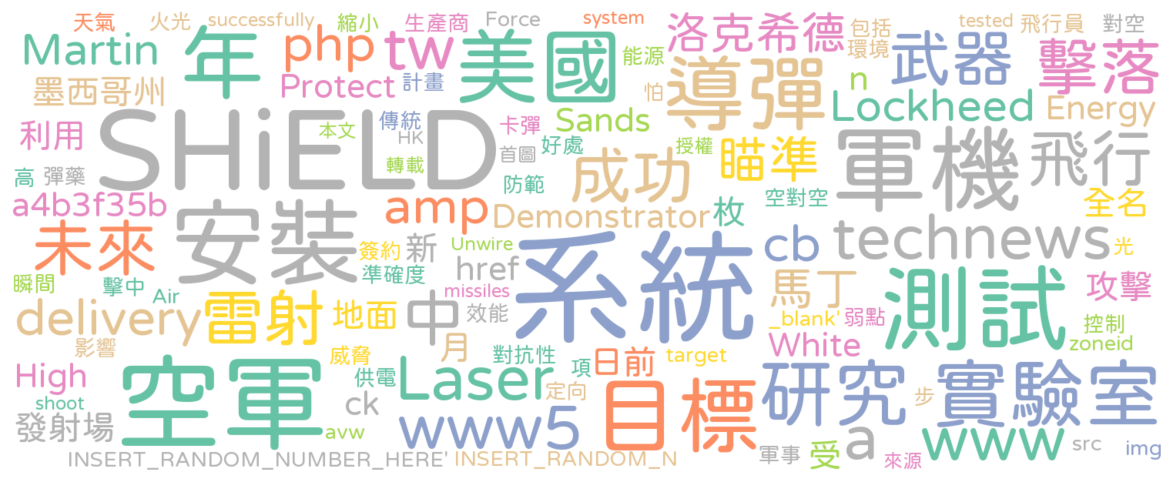 天氣 火光 successfully 縮小 生產商 Force system 洛克希德 包括 tested 飛行員 對空
Martin 年 php tw 美國 能源 導彈 環境 武器 擊落
墨西哥州 Protect 計畫 怕 n Lockheed Energy
利用 SHiELD 本文 傳統 HK 卡彈 Sands 授權 瞄準 軍機 飛行
高 彈藥 轉載 首圖 好處 成功 空對空 全名
a4b3f35b 安裝 amp 防範 Demonstrator 枚 technews
未來 簽約 新 Unwire 系統 cb 光
瞬間 擊中 Air 準確度 href missiles 馬丁 測試 攻擊
delivery 雷射 地面 中 效能 _blank' 弱點 控制
影響 威脅 月 對抗性 項 日前 target White zoneid
High 空軍 供電 Laser 定向 目標 研究 步 實驗室
shoot ck
發射場 avw www5 a 受 www src img
INSERT_RANDOM_NUMBER_HERE' INSERT_RANDOM_N 軍事 來源